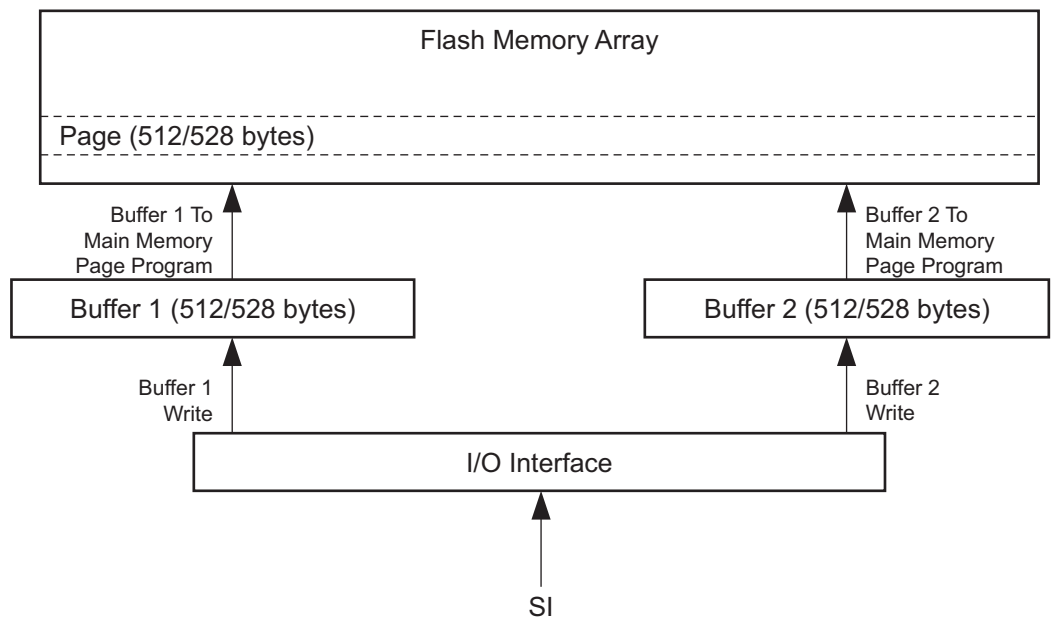 Flash Memory Array
Page (512/528 bytes)
Buffer 1 To
Main Memory
Page Program
Buffer 2 To
Main Memory
Page Program
Buffer 1 (512/528 bytes)
Buffer 2 (512/528 bytes)
Buffer 1
Write
Buffer 2
Write
I/O Interface
SI